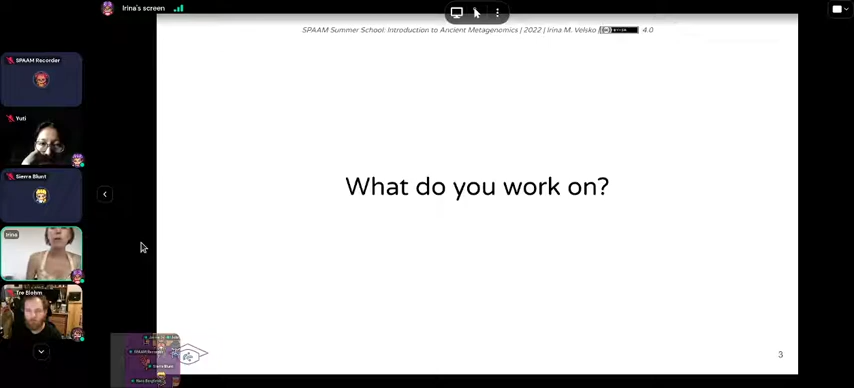 Irina's screen
SPAAM Summer School: Introduction to Ancient Metagenomics | 2022 | Irina M. Velsko | 4.0
SPAAM Recorder
Yuti
Sierra Blunt
Irina
Tre Blohm
What do you work on?
3